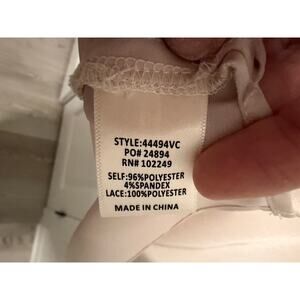 STYLE:44494VC
PO# 24894
RN# 102249
SELF:96%POLYESTER
4%SPANDEX
LACE:100%POLYESTER
MADE IN CHINA